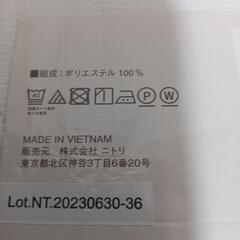 ■組成：ポリエステル 100%
40
P
W
MADE IN VIETNAM
販売元 株式会社 ニトリ
東京都北区神谷3丁目6番20号
Lot.NT.20230630-36